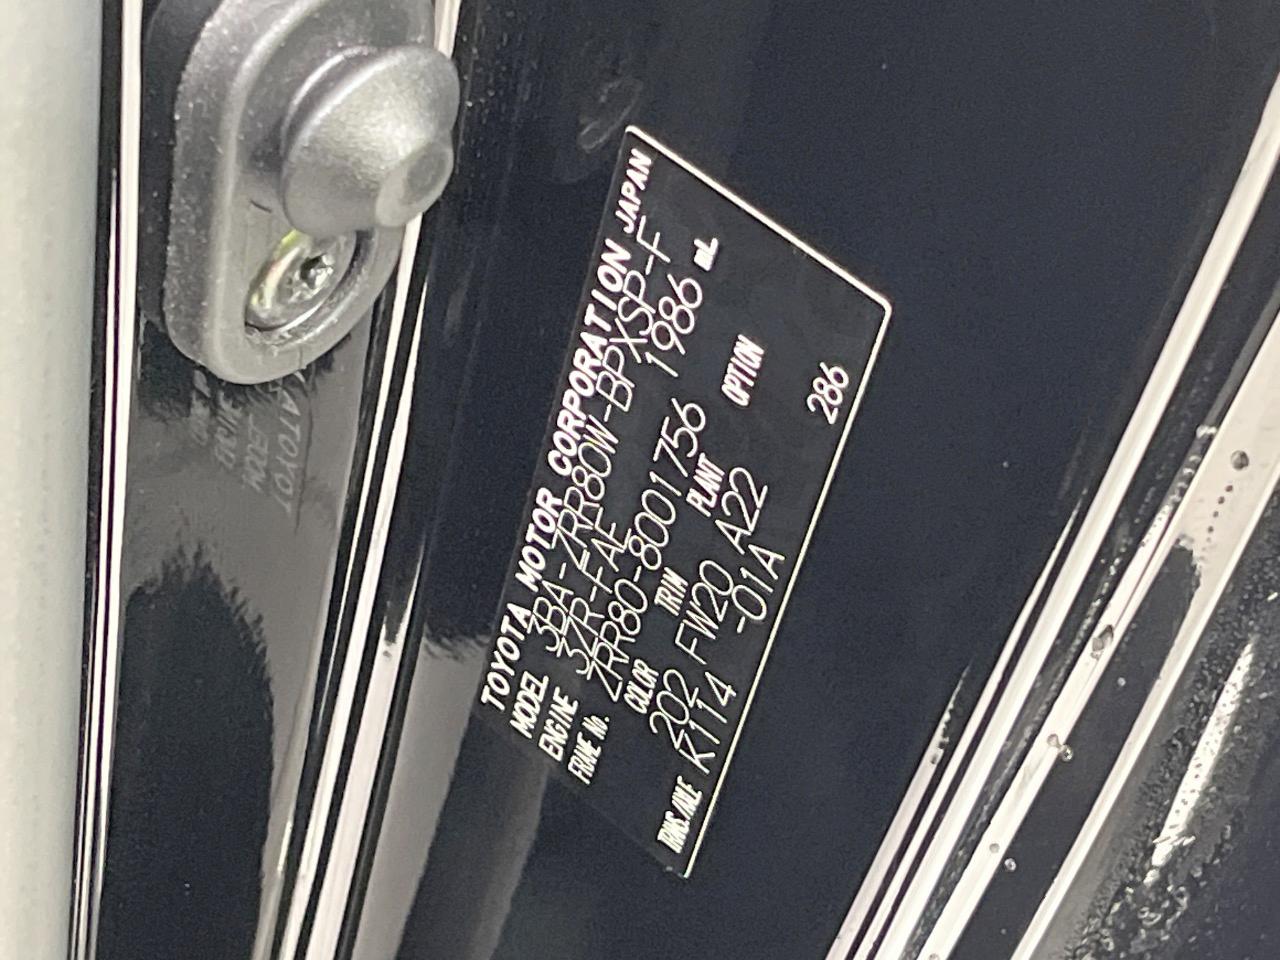 TOYOTA MOTOR CORPORATION JAPAN
MODEL 3BA-ZRR80W-BPXSP-F
ENGINE 3ZR-FAE 1986 mL
FRAME No. ZRR80-8001756
COLOR TRIM PLANT OPTION
202 FW20 A22
TRANS./AXLE K114 -01A 286